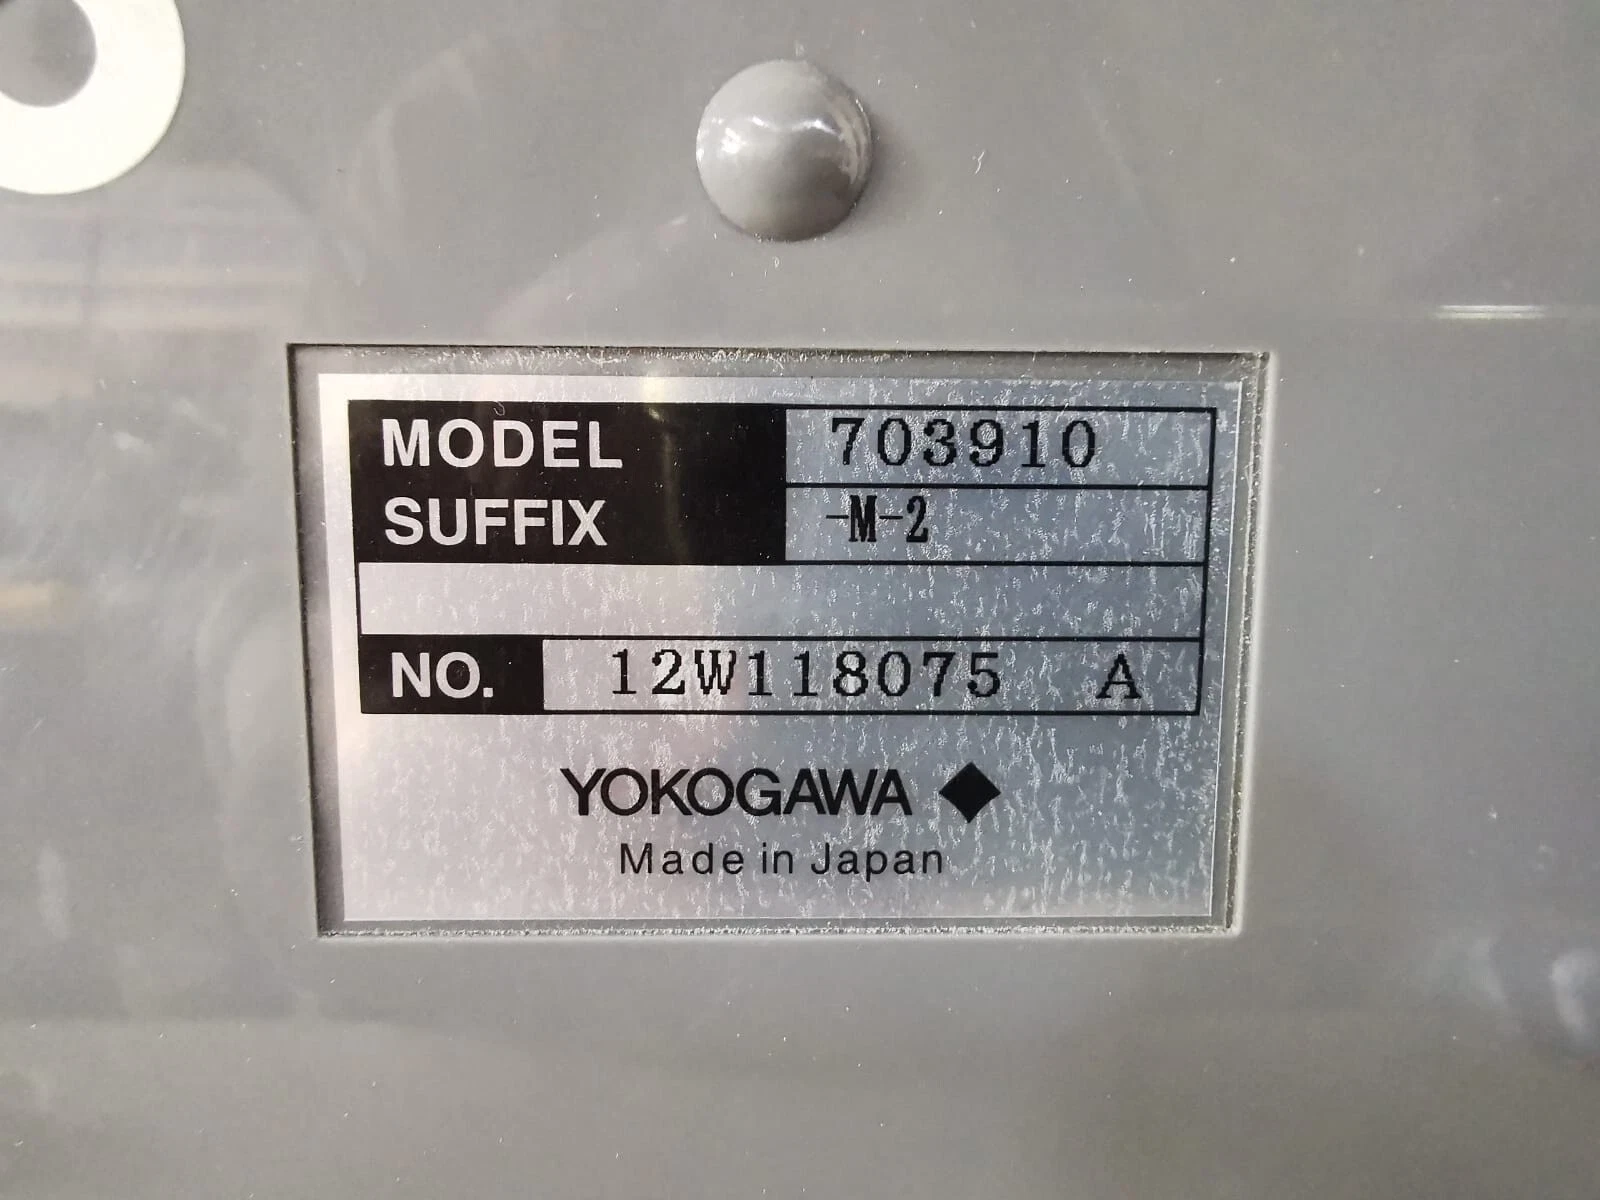 MODEL 703910
SUFFIX -M-2
NO. 12W118075 A
YOKOGAWA
Made in Japan